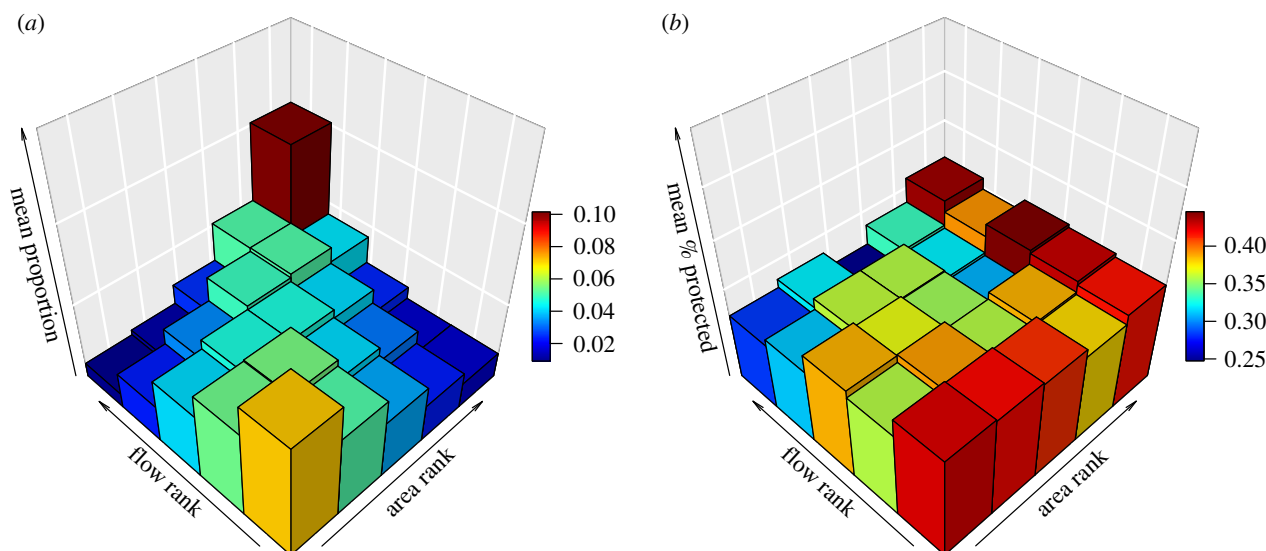 (a)
mean proportion
flow rank
area rank
0.10
0.08
0.06
0.04
0.02
(b)
mean % protected
flow rank
area rank
0.40
0.35
0.30
0.25